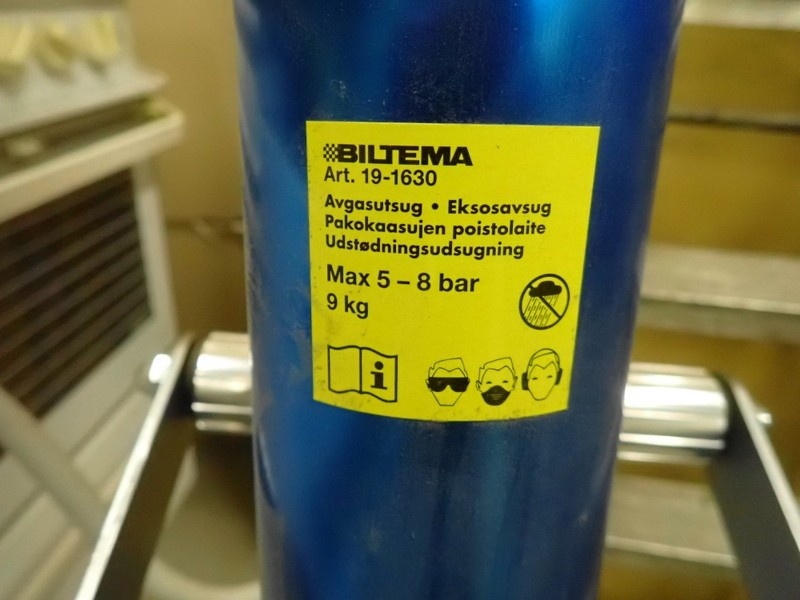 BILTEMA
Art. 19-1630
Avgasutsug • Eksosavsug
Pakokaasujen poistolaite
Udstødningsudsugning
Max 5 – 8 bar
9 kg
i